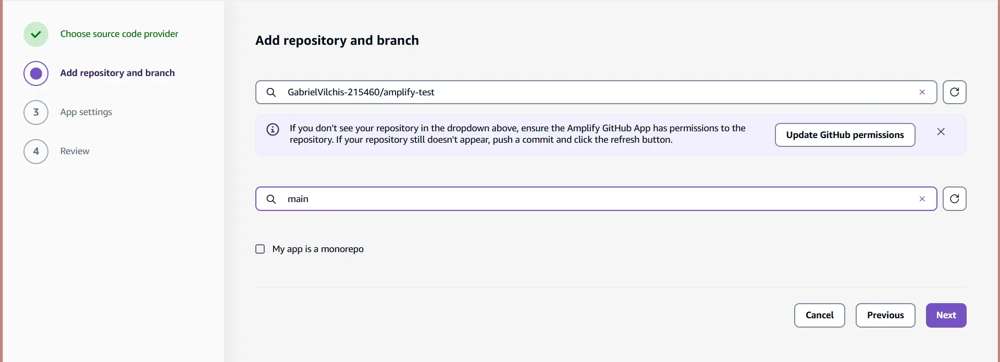 Choose source code provider
Add repository and branch
3
App settings
4
Review
Add repository and branch
GabrielVilchis-215460/amplify-test
If you don't see your repository in the dropdown above, ensure the Amplify GitHub App has permissions to the
repository. If your repository still doesn't appear, push a commit and click the refresh button.
Update GitHub permissions
main
My app is a monorepo
Cancel
Previous
Next